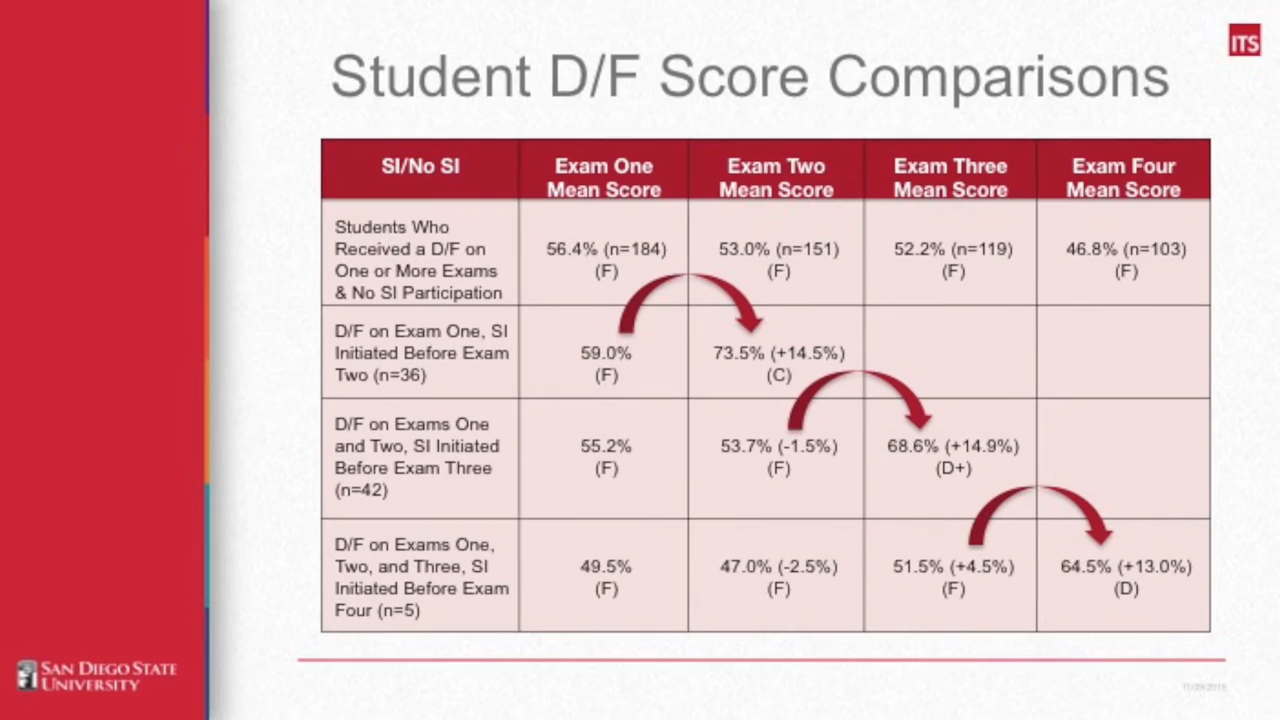 ITS
Student D/F Score Comparisons
SI/No SI
Exam One
Mean Score
Exam Two
Mean Score
Exam Three
Mean Score
Exam Four
Mean Score
Students Who
Received a D/F on
One or More Exams
& No SI Participation
56.4% (n=184)
(F)
53.0% (n=151)
(F)
52.2% (n=119)
(F)
46.8% (n=103)
(F)
D/F on Exam One, SI
Initiated Before Exam
Two (n=36)
59.0%
(F)
73.5% (+14.5%)
(C)
D/F on Exams One
and Two, SI Initiated
Before Exam Three
(n=42)
55.2%
(F)
53.7% (-1.5%)
(F)
68.6% (+14.9%)
(D+)
D/F on Exams One,
Two, and Three, SI
Initiated Before Exam
Four (n=5)
49.5%
(F)
47.0% (-2.5%)
(F)
51.5% (+4.5%)
(F)
64.5% (+13.0%)
(D)
SAN DIEGO STATE
UNIVERSITY